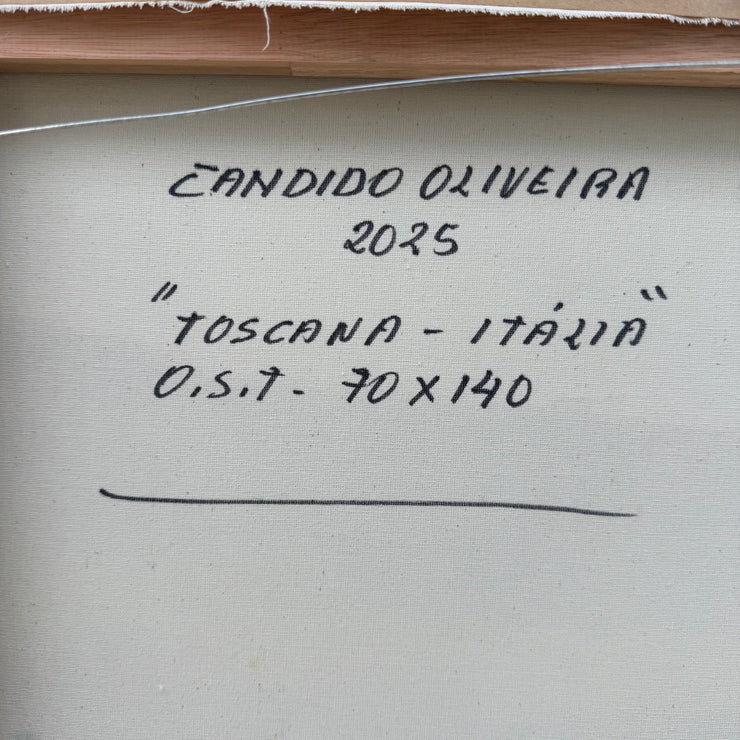 CANDIDO OLIVEIRA
2025
"TOSCANA - ITÁLIA"
O.S.T. - 70 X 140